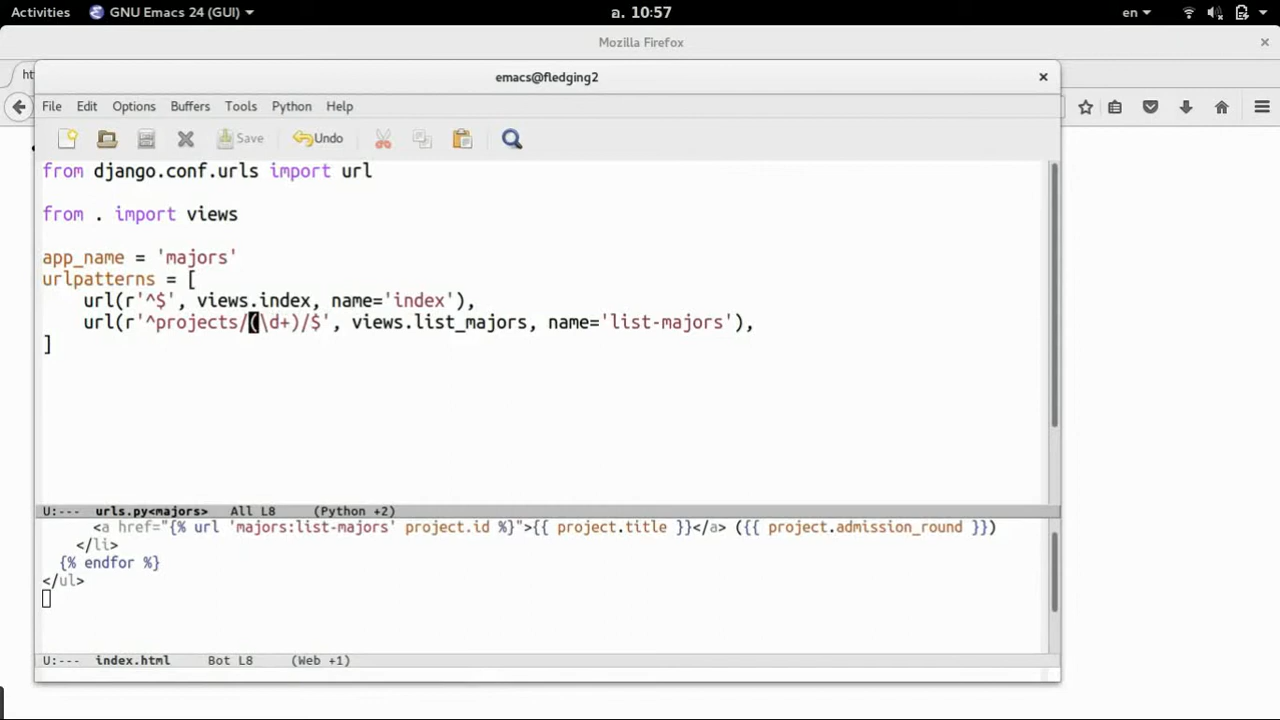 Activities GNU Emacs 24 (GUI) อ. 10:57 en
Mozilla Firefox
ht
emacs@fledging2
File Edit Options Buffers Tools Python Help
Save Undo
from django.conf.urls import url
from . import views
app_name = 'majors'
urlpatterns = [
url(r'^$', views.index, name='index'),
url(r'^projects/(\d+)/$', views.list_majors, name='list-majors'),
]
U:--- urls.py<majors> All L8 (Python +2)
<a href="{% url 'majors:list-majors' project.id %}">{{ project.title }}</a> ({{ project.admission_round }})
</li>
{% endfor %}
</ul>
U:--- index.html Bot L8 (Web +1)